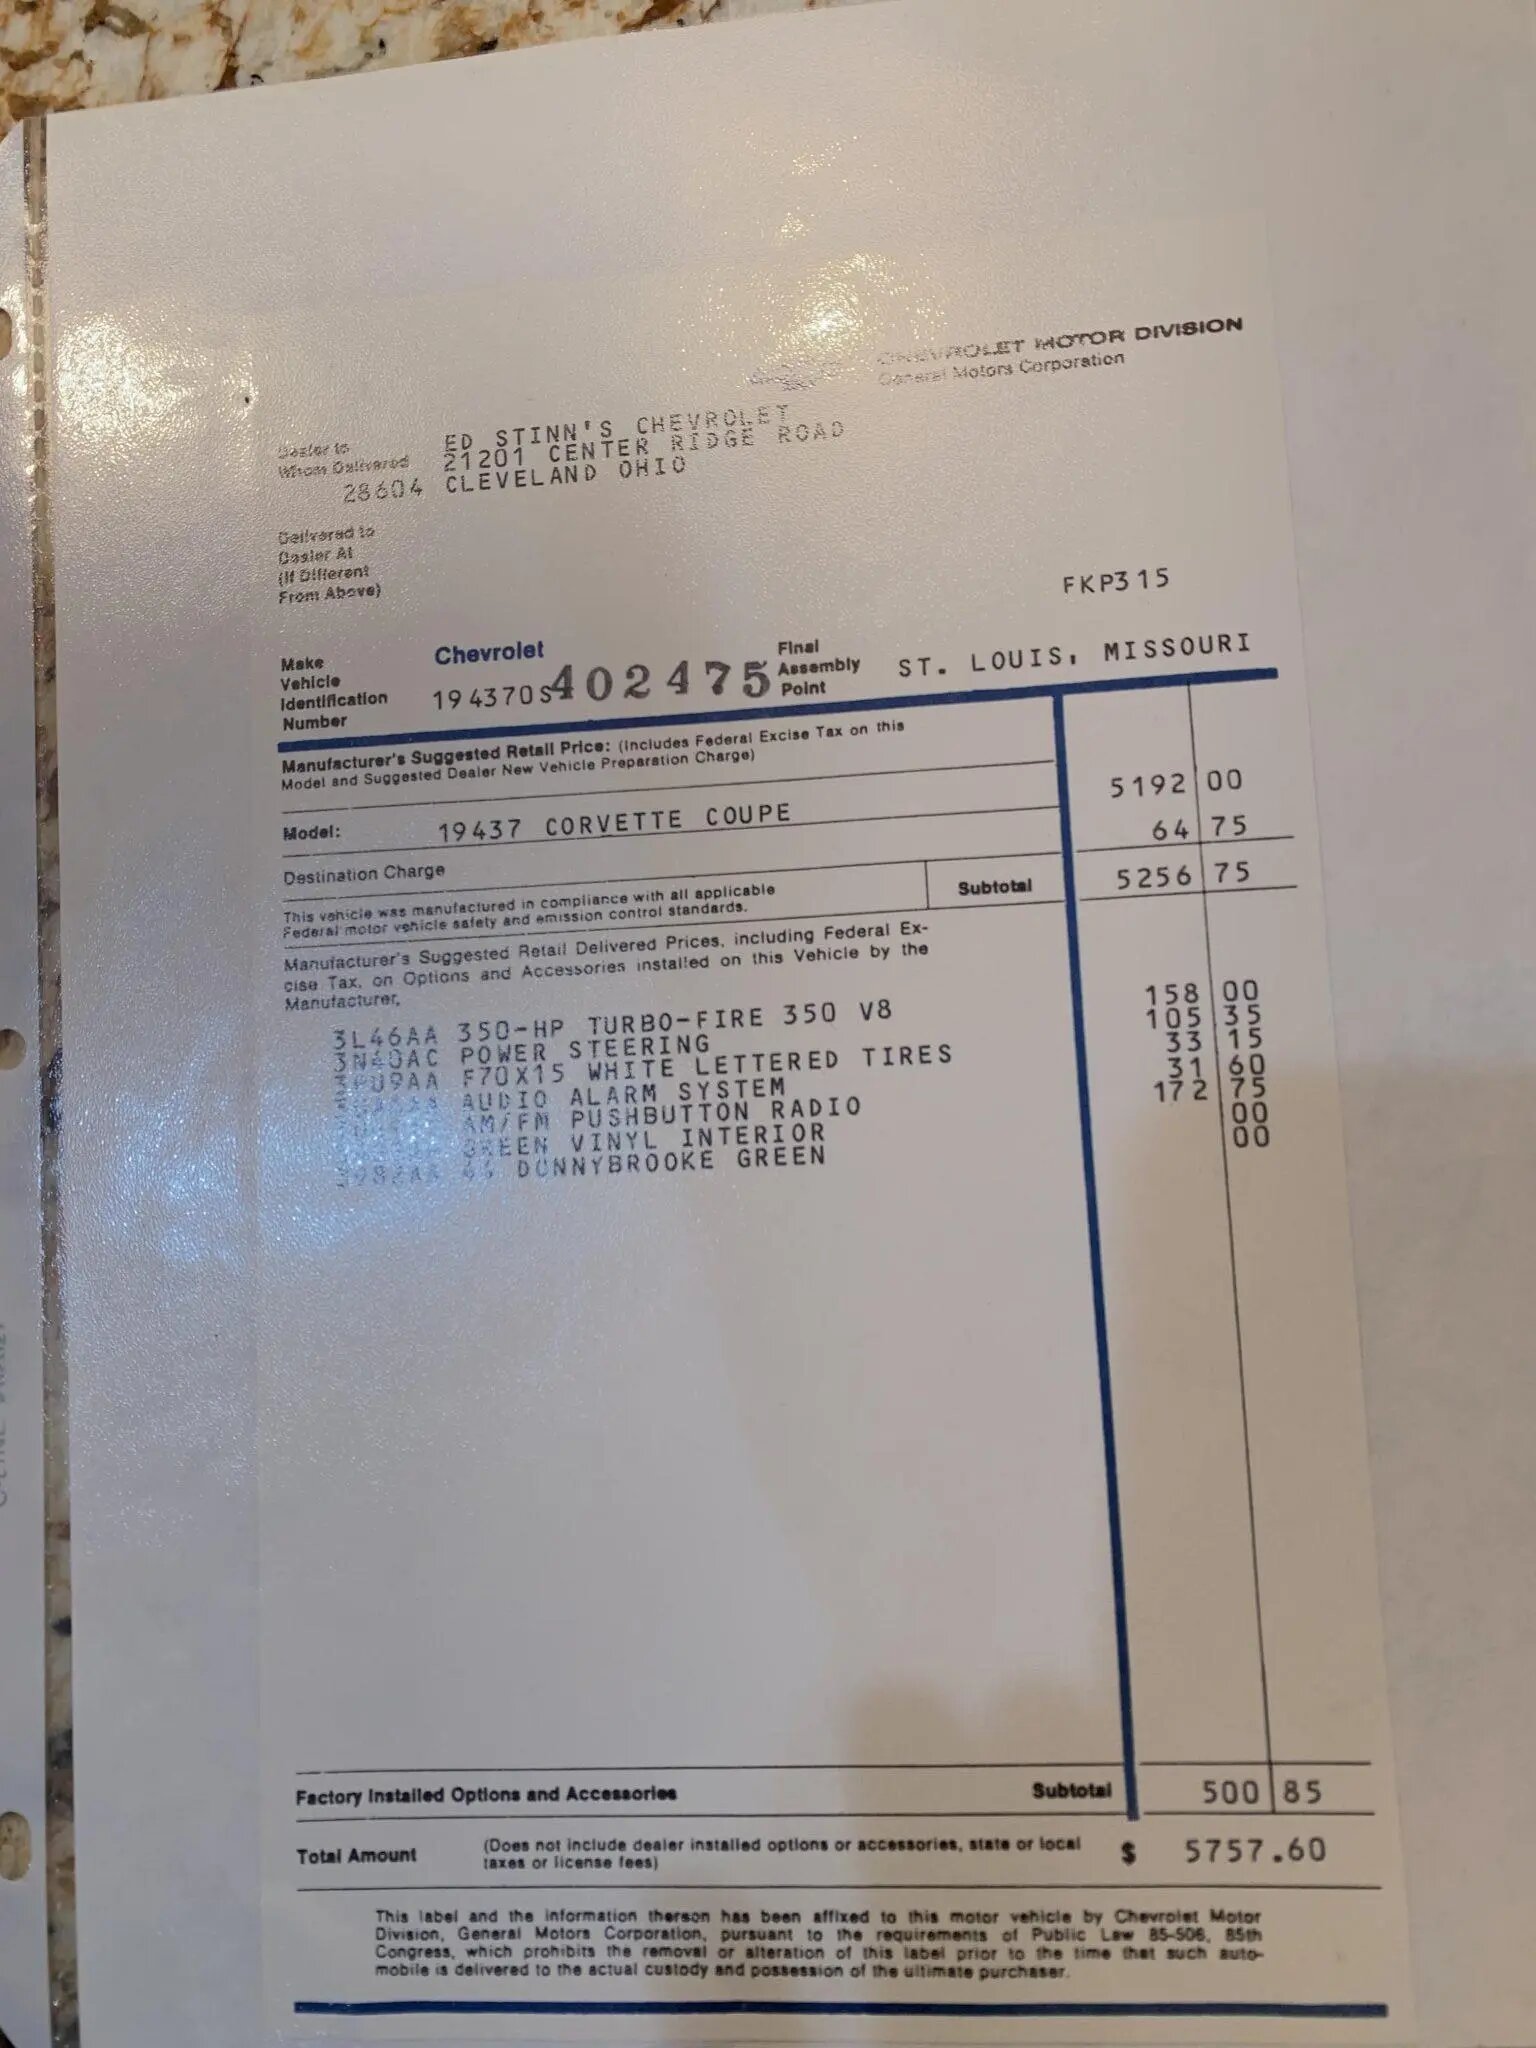 CHEVROLET MOTOR DIVISION
General Motors Corporation
Dealer to
Whom Delivered
ED STINN'S CHEVROLET
21201 CENTER RIDGE ROAD
28604 CLEVELAND OHIO
Delivered to
Dealer At
(If Different
From Above)
FKP315
Make
Vehicle
Identification
Number
Chevrolet
194370S402475
Final
Assembly
Point
ST. LOUIS, MISSOURI
Manufacturer's Suggested Retail Price: (Includes Federal Excise Tax on this
Model and Suggested Dealer New Vehicle Preparation Charge)
Model: 19437 CORVETTE COUPE 5192 00
Destination Charge 64 75
This vehicle was manufactured in compliance with all applicable
Federal motor vehicle safety and emission control standards.
Subtotal 5256 75
Manufacturer's Suggested Retail Delivered Prices, including Federal Ex-
cise Tax, on Options and Accessories installed on this Vehicle by the
Manufacturer.
3L46AA 350-HP TURBO-FIRE 350 V8 158 00
3N40AC POWER STEERING 105 35
F70X15 WHITE LETTERED TIRES 33 15
AUDIO ALARM SYSTEM 31 60
AM/FM PUSHBUTTON RADIO 172 75
GREEN VINYL INTERIOR 00
DONNYBROOKE GREEN 00
Factory Installed Options and Accessories Subtotal 500 85
Total Amount (Does not include dealer installed options or accessories, state or local
taxes or license fees) $ 5757.60
This label and the information thereon has been affixed to this motor vehicle by Chevrolet Motor
Division, General Motors Corporation, pursuant to the requirements of Public Law 85-506, 85th
Congress, which prohibits the removal or alteration of this label prior to the time that such auto-
mobile is delivered to the actual custody and possession of the ultimate purchaser.